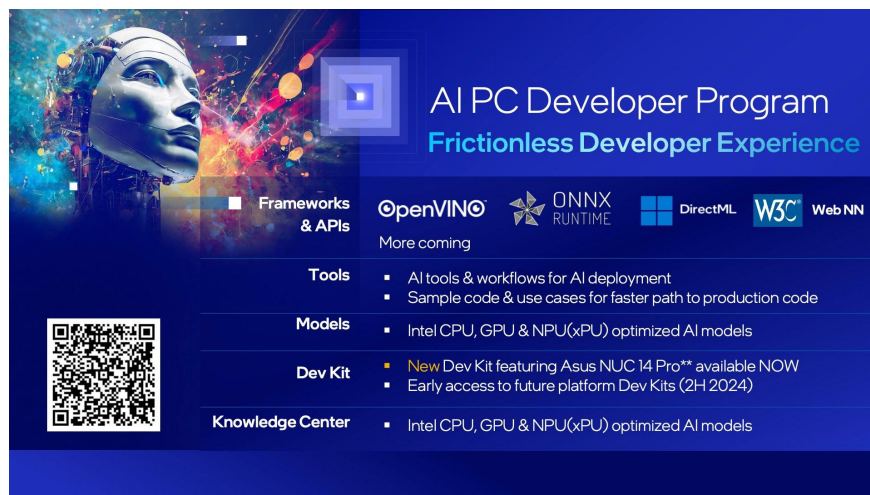 AI PC Developer Program
Frictionless Developer Experience
Frameworks
& APIs
OpenVINO
ONNX
RUNTIME
DirectML
W3C®
Web NN
More coming
Tools
▪ AI tools & workflows for AI deployment
▪ Sample code & use cases for faster path to production code
Models
▪ Intel CPU, GPU & NPU(xPU) optimized AI models
Dev Kit
▪ New Dev Kit featuring Asus NUC 14 Pro** available NOW
▪ Early access to future platform Dev Kits (2H 2024)
Knowledge Center
▪ Intel CPU, GPU & NPU(xPU) optimized AI models